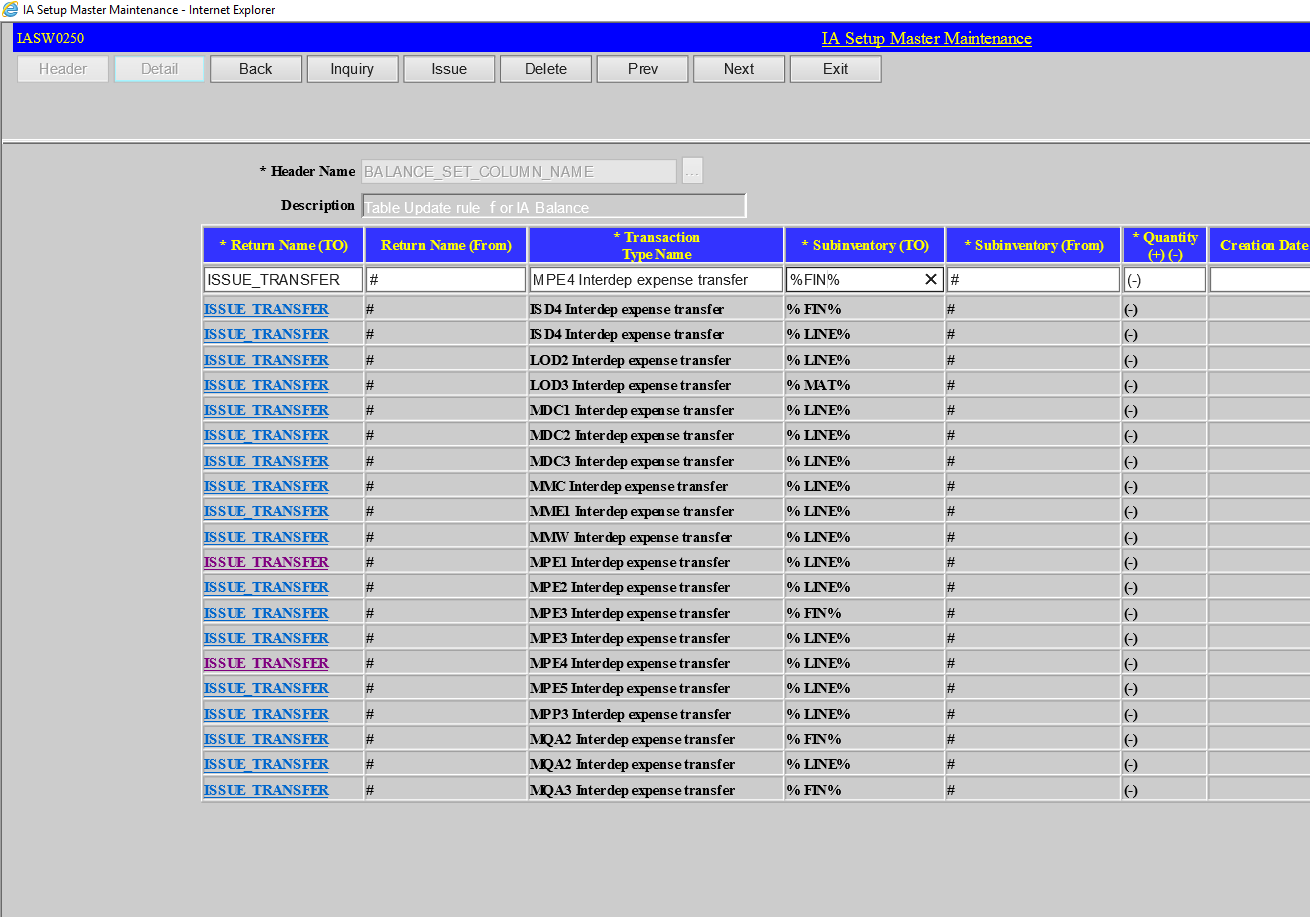 IA Setup Master Maintenance - Internet Explorer
IASW0250 IA Setup Master Maintenance
Header Detail Back Inquiry Issue Delete Prev Next Exit
* Header Name BALANCE_SET_COLUMN_NAME ...
Description Table Update rule for IA Balance
* Return Name (TO) Return Name (From) * Transaction Type Name * Subinventory (TO) * Subinventory (From) * Quantity (+) (-) Creation Date
ISSUE_TRANSFER # MPE4 Interdep expense transfer %FIN% # (-)
ISSUE_TRANSFER # ISD4 Interdep expense transfer %FIN% # (-)
ISSUE_TRANSFER # ISD4 Interdep expense transfer %LINE% # (-)
ISSUE_TRANSFER # LOD2 Interdep expense transfer %LINE% # (-)
ISSUE_TRANSFER # LOD3 Interdep expense transfer %MAT% # (-)
ISSUE_TRANSFER # MDC1 Interdep expense transfer %LINE% # (-)
ISSUE_TRANSFER # MDC2 Interdep expense transfer %LINE% # (-)
ISSUE_TRANSFER # MDC3 Interdep expense transfer %LINE% # (-)
ISSUE_TRANSFER # MMC Interdep expense transfer %LINE% # (-)
ISSUE_TRANSFER # MME1 Interdep expense transfer %LINE% # (-)
ISSUE_TRANSFER # MMW Interdep expense transfer %LINE% # (-)
ISSUE_TRANSFER # MPE1 Interdep expense transfer %LINE% # (-)
ISSUE_TRANSFER # MPE2 Interdep expense transfer %LINE% # (-)
ISSUE_TRANSFER # MPE3 Interdep expense transfer %FIN% # (-)
ISSUE_TRANSFER # MPE3 Interdep expense transfer %LINE% # (-)
ISSUE_TRANSFER # MPE4 Interdep expense transfer %LINE% # (-)
ISSUE_TRANSFER # MPE5 Interdep expense transfer %LINE% # (-)
ISSUE_TRANSFER # MPP3 Interdep expense transfer %LINE% # (-)
ISSUE_TRANSFER # MQA2 Interdep expense transfer %FIN% # (-)
ISSUE_TRANSFER # MQA2 Interdep expense transfer %LINE% # (-)
ISSUE_TRANSFER # MQA3 Interdep expense transfer %FIN% # (-)